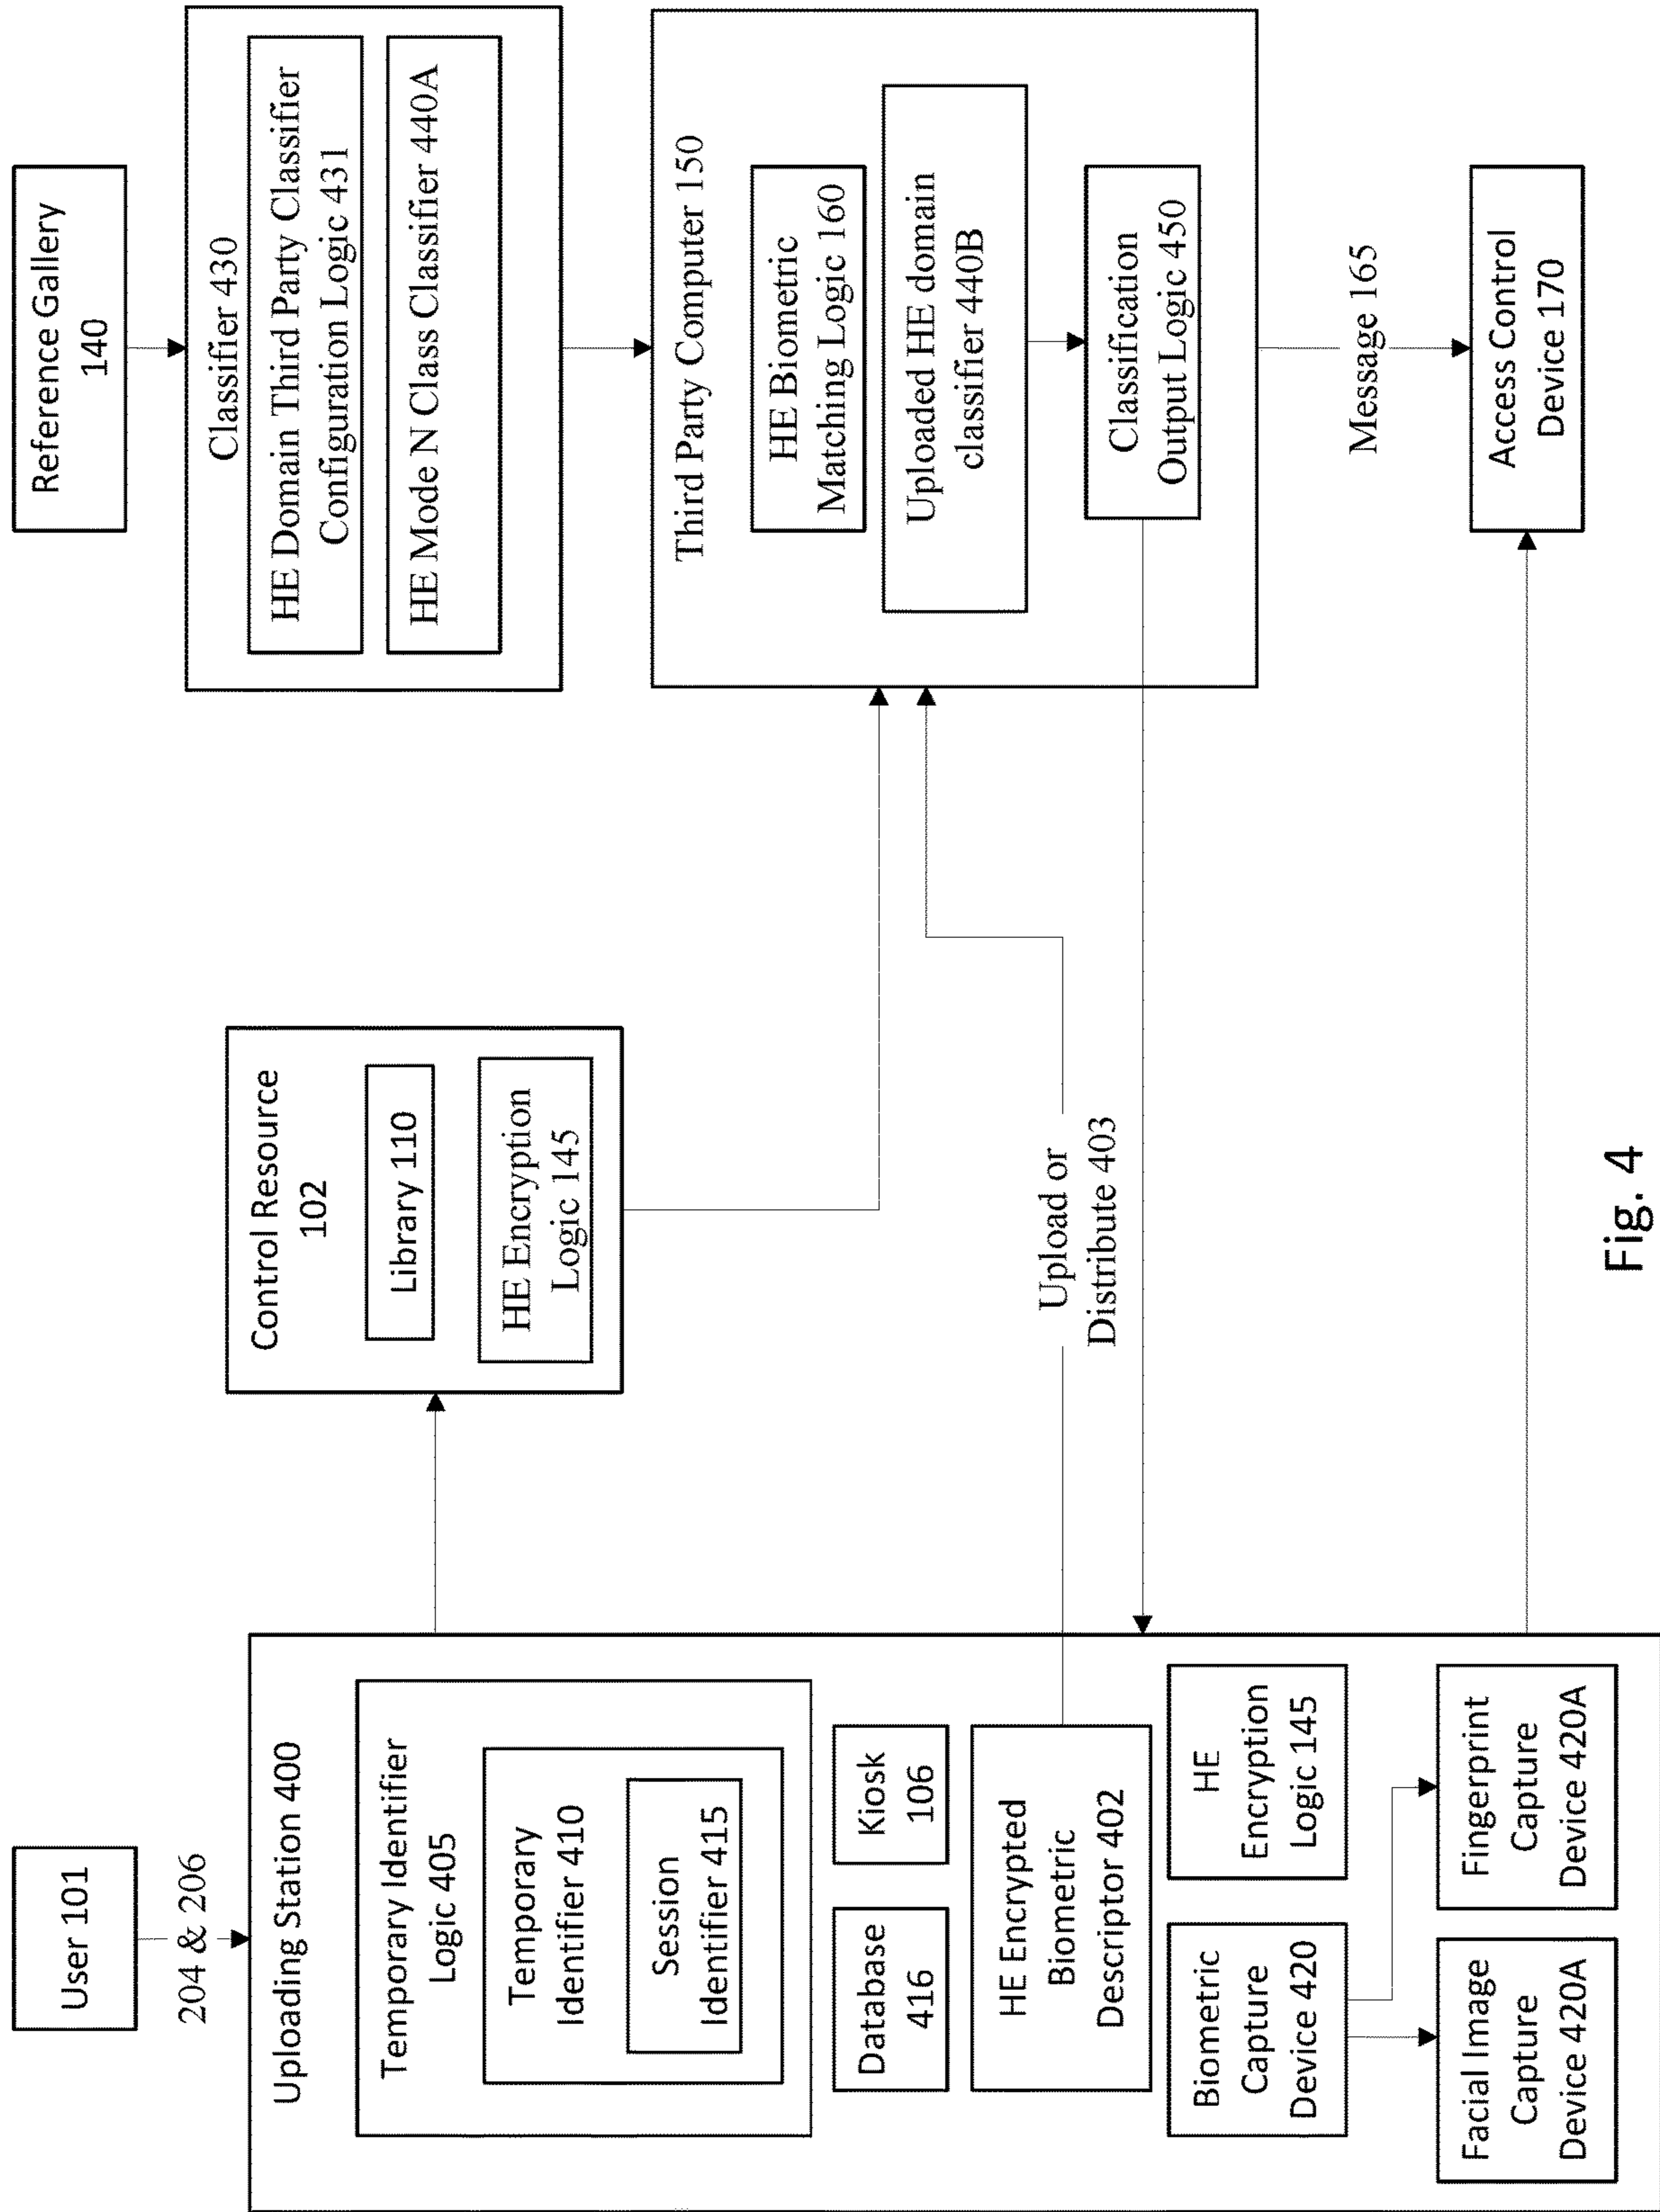 User 101
204 & 206
Uploading Station 400
Temporary Identifier
Logic 405
Temporary
Identifier 410
Session
Identifier 415
Database
416
Kiosk
106
HE Encrypted
Biometric
Descriptor 402
Biometric
Capture
Device 420
HE
Encryption
Logic 145
Facial Image
Capture
Device 420A
Fingerprint
Capture
Device 420A
Control Resource
102
Library 110
HE Encryption
Logic 145
Upload or
Distribute 403
Reference Gallery
140
Classifier 430
HE Domain Third Party Classifier
Configuration Logic 431
HE Mode N Class Classifier 440A
Third Party Computer 150
HE Biometric
Matching Logic 160
Uploaded HE domain
classifier 440B
Classification
Output Logic 450
Message 165
Access Control
Device 170
Fig. 4